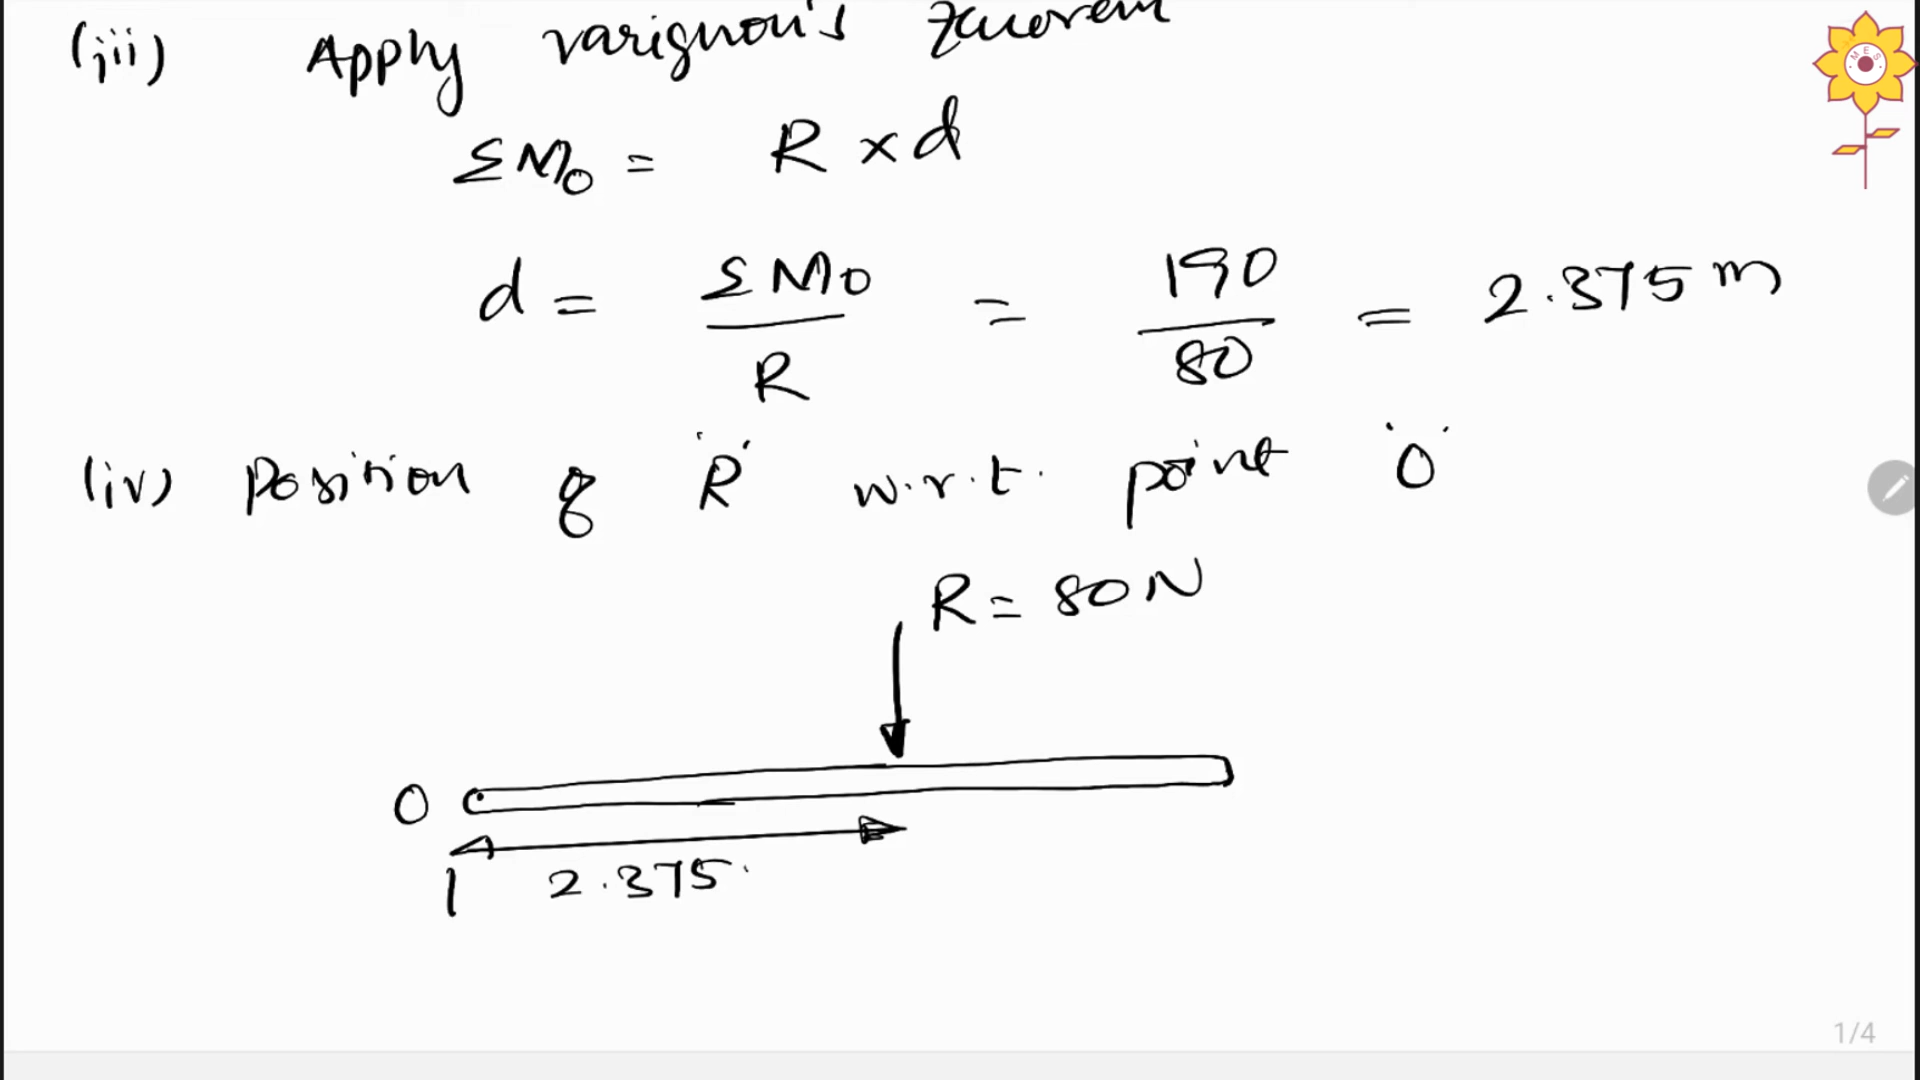 (iii) Apply varignon's theorem
ΣM₀ = R × d
d = ΣM₀ / R = 190 / 80 = 2.375 m
(iv) Position of 'R' w.r.t. point 'O'
R = 80 N
O
2.375
MES
1/4